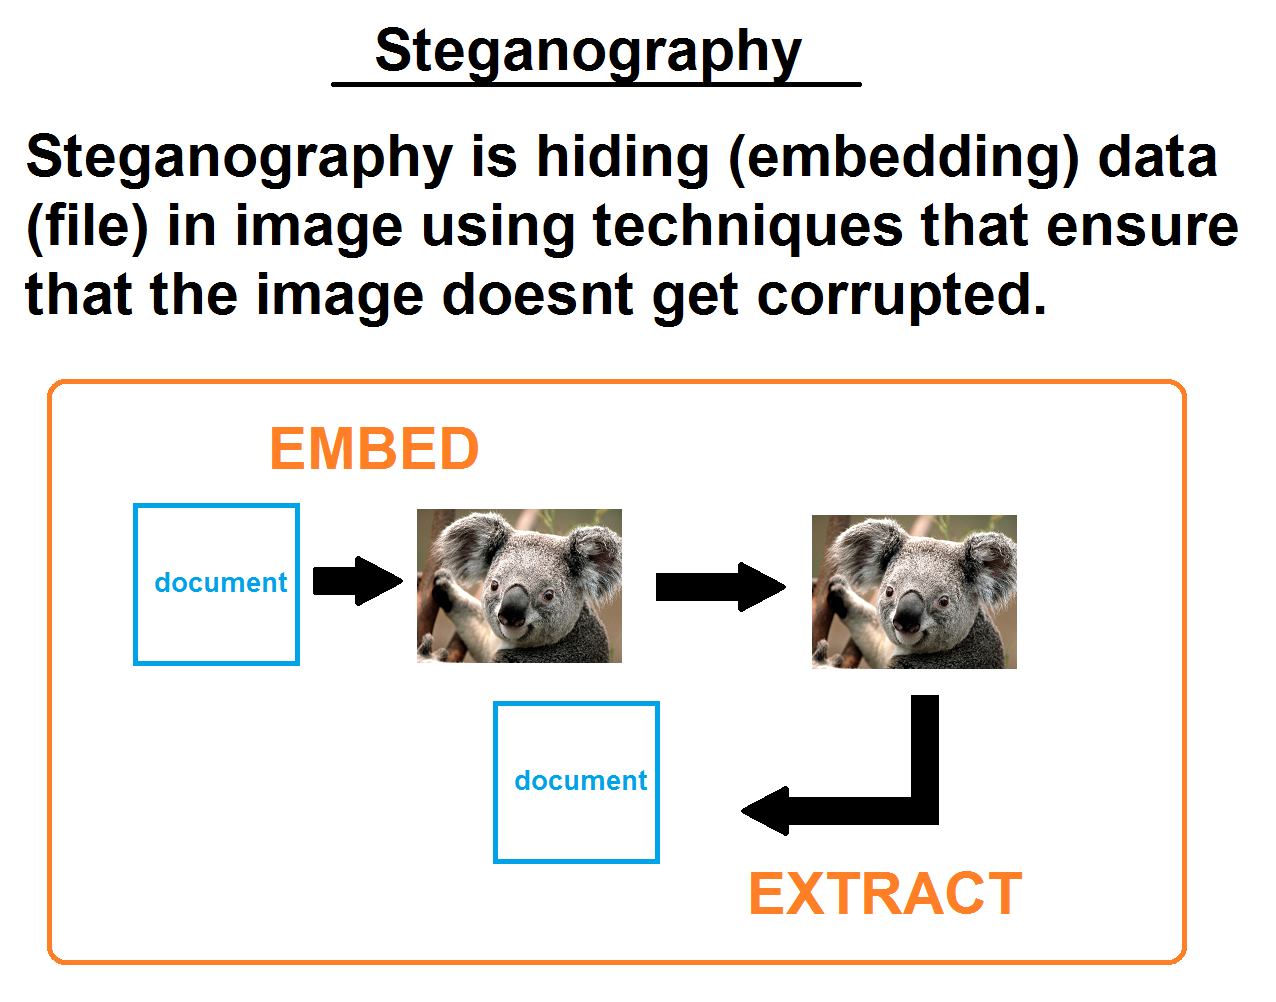 Steganography
Steganography is hiding (embedding) data
(file) in image using techniques that ensure
that the image doesnt get corrupted.
EMBED
document
document
EXTRACT